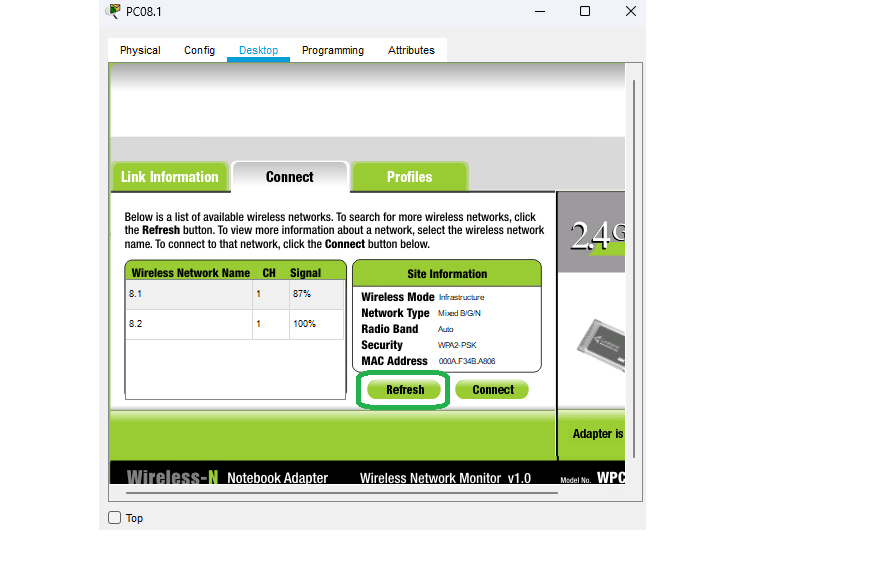 PC08.1
Physical Config Desktop Programming Attributes
Link Information Connect Profiles
Below is a list of available wireless networks. To search for more wireless networks, click
the Refresh button. To view more information about a network, select the wireless network
name. To connect to that network, click the Connect button below.
2.4G
Wireless Network Name CH Signal
8.1 1 87%
8.2 1 100%
Site Information
Wireless Mode Infrastructure
Network Type Mixed B/G/N
Radio Band Auto
Security WPA2-PSK
MAC Address 000A.F34B.A806
Refresh Connect
Adapter is
Wireless-N Notebook Adapter Wireless Network Monitor v1.0 Model No. WPC
Top